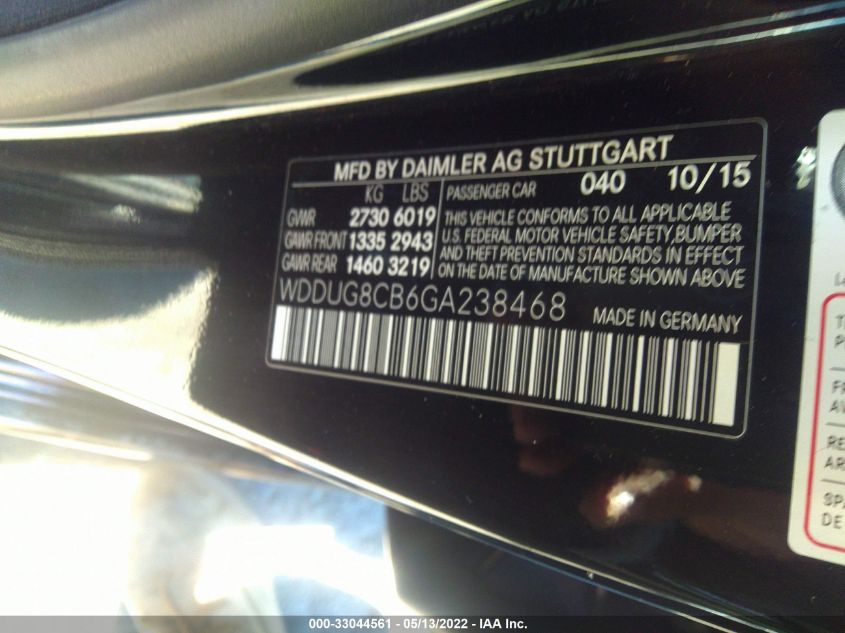 MFD BY DAIMLER AG STUTTGART
KG LBS
GVWR 2730 6019
GAWR FRONT 1335 2943
GAWR REAR 1460 3219
PASSENGER CAR 040 10/15
THIS VEHICLE CONFORMS TO ALL APPLICABLE
U.S. FEDERAL MOTOR VEHICLE SAFETY,BUMPER
AND THEFT PREVENTION STANDARDS IN EFFECT
ON THE DATE OF MANUFACTURE SHOWN ABOVE
WDDUG8CB6GA238468 MADE IN GERMANY
000-33044561 - 05/13/2022 - IAA Inc.